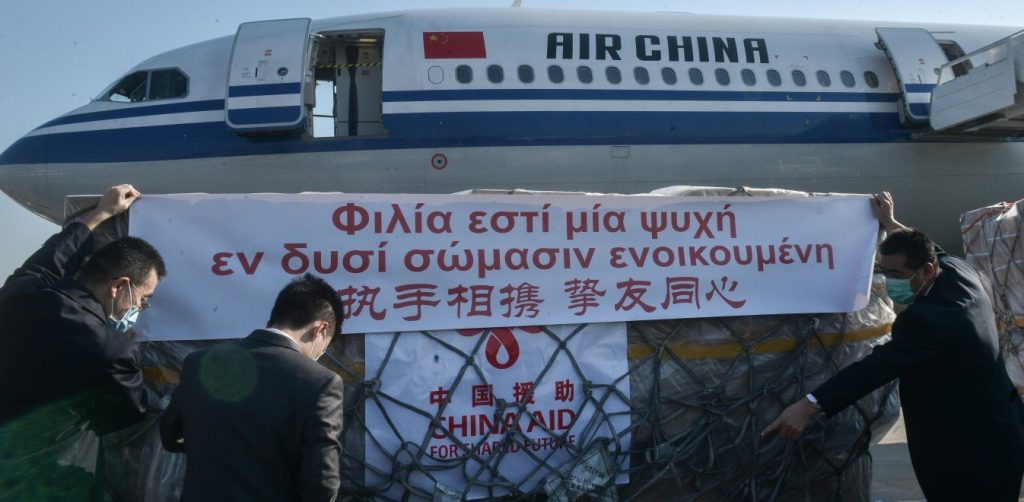 AIR CHINA
Φιλία εστί μία ψυχή
εν δυσί σώμασιν ενοικουμένη
执手相携 挚友同心
中国援助
CHINA AID
FOR SHARED FUTURE